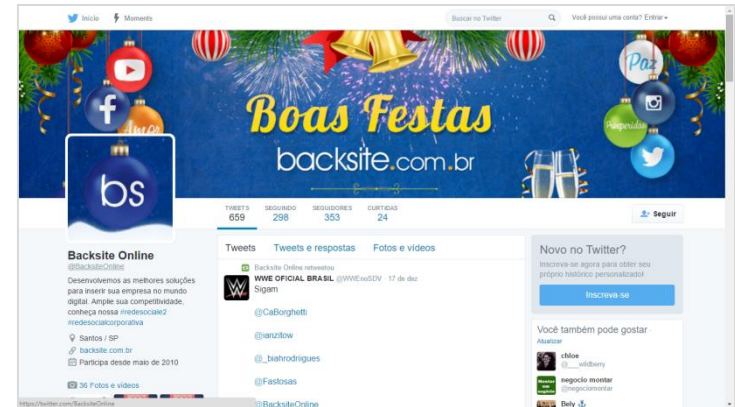 Início Moments Buscar no Twitter Você possui uma conta? Entrar
Paz
Amor
Boas Festas
Prosperidade
backsite.com.br
bs
TWEETS SEGUINDO SEGUIDORES CURTIDAS
659 298 353 24
Seguir
Backsite Online
@BacksiteOnline
Desenvolvemos as melhores soluções
para inserir sua empresa no mundo
digital. Amplie sua competitividade,
conheça nossa #redesociale2
#redesocialcorporativa
Santos / SP
backsite.com.br
Participa desde maio de 2010
36 Fotos e vídeos
Tweets Tweets e respostas Fotos e vídeos
Backsite Online retweetou
WWE OFICIAL BRASIL @WWEnoSDV · 17 de dez
Sigam
@CaBorghetti
@ianzitow
@_biahrodriigues
@Fastosas
@BacksiteOnline
Novo no Twitter?
Inscreva-se agora para obter seu
próprio histórico personalizado!
Inscreva-se
Você também pode gostar
Atualizar
chloe
@___wildberry
negocio montar
@negociomontar
Bely
https://twitter.com/BacksiteOnline